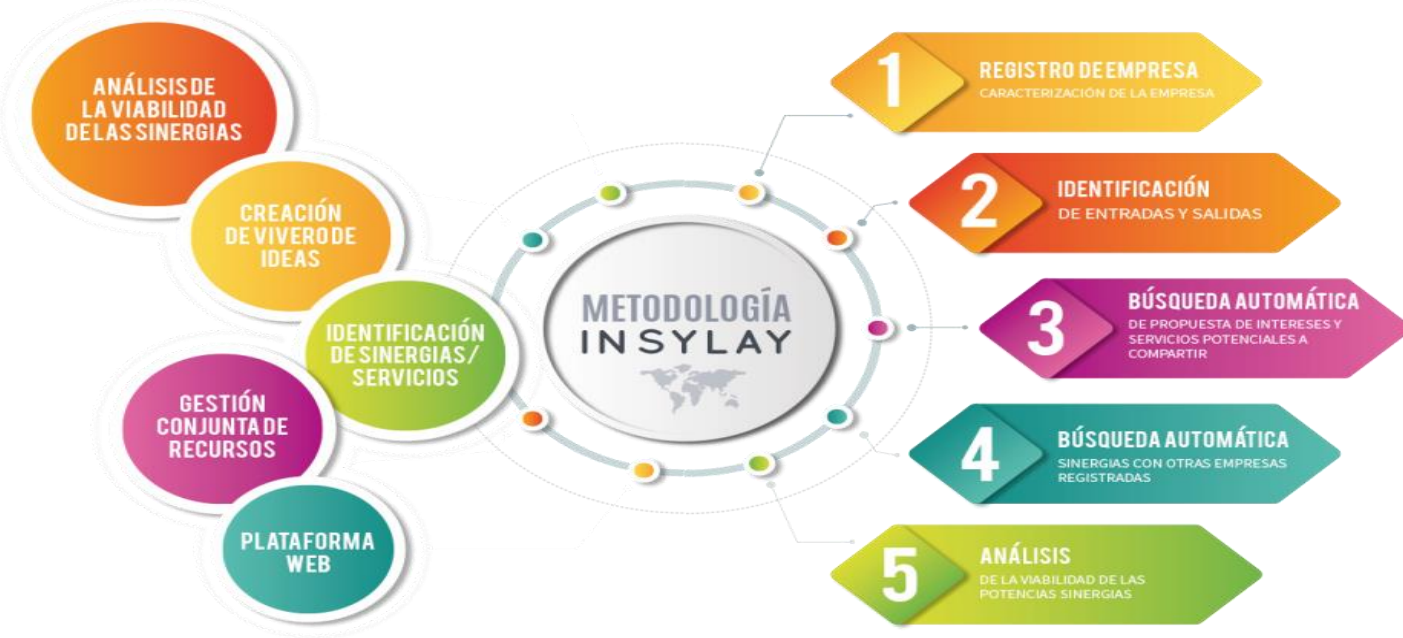 ANÁLISIS DE
LA VIABILIDAD
DE LAS SINERGIAS
CREACIÓN
DE VIVERO DE
IDEAS
IDENTIFICACIÓN
DE SINERGIAS/
SERVICIOS
GESTIÓN
CONJUNTA DE
RECURSOS
PLATAFORMA
WEB
METODOLOGÍA
INSYLAY
1
REGISTRO DE EMPRESA
CARACTERIZACIÓN DE LA EMPRESA
2
IDENTIFICACIÓN
DE ENTRADAS Y SALIDAS
3
BÚSQUEDA AUTOMÁTICA
DE PROPUESTA DE INTERESES Y
SERVICIOS POTENCIALES A
COMPARTIR
4
BÚSQUEDA AUTOMÁTICA
SINERGIAS CON OTRAS EMPRESAS
REGISTRADAS
5
ANÁLISIS
DE LA VIABILIDAD DE LAS
POTENCIAS SINERGIAS